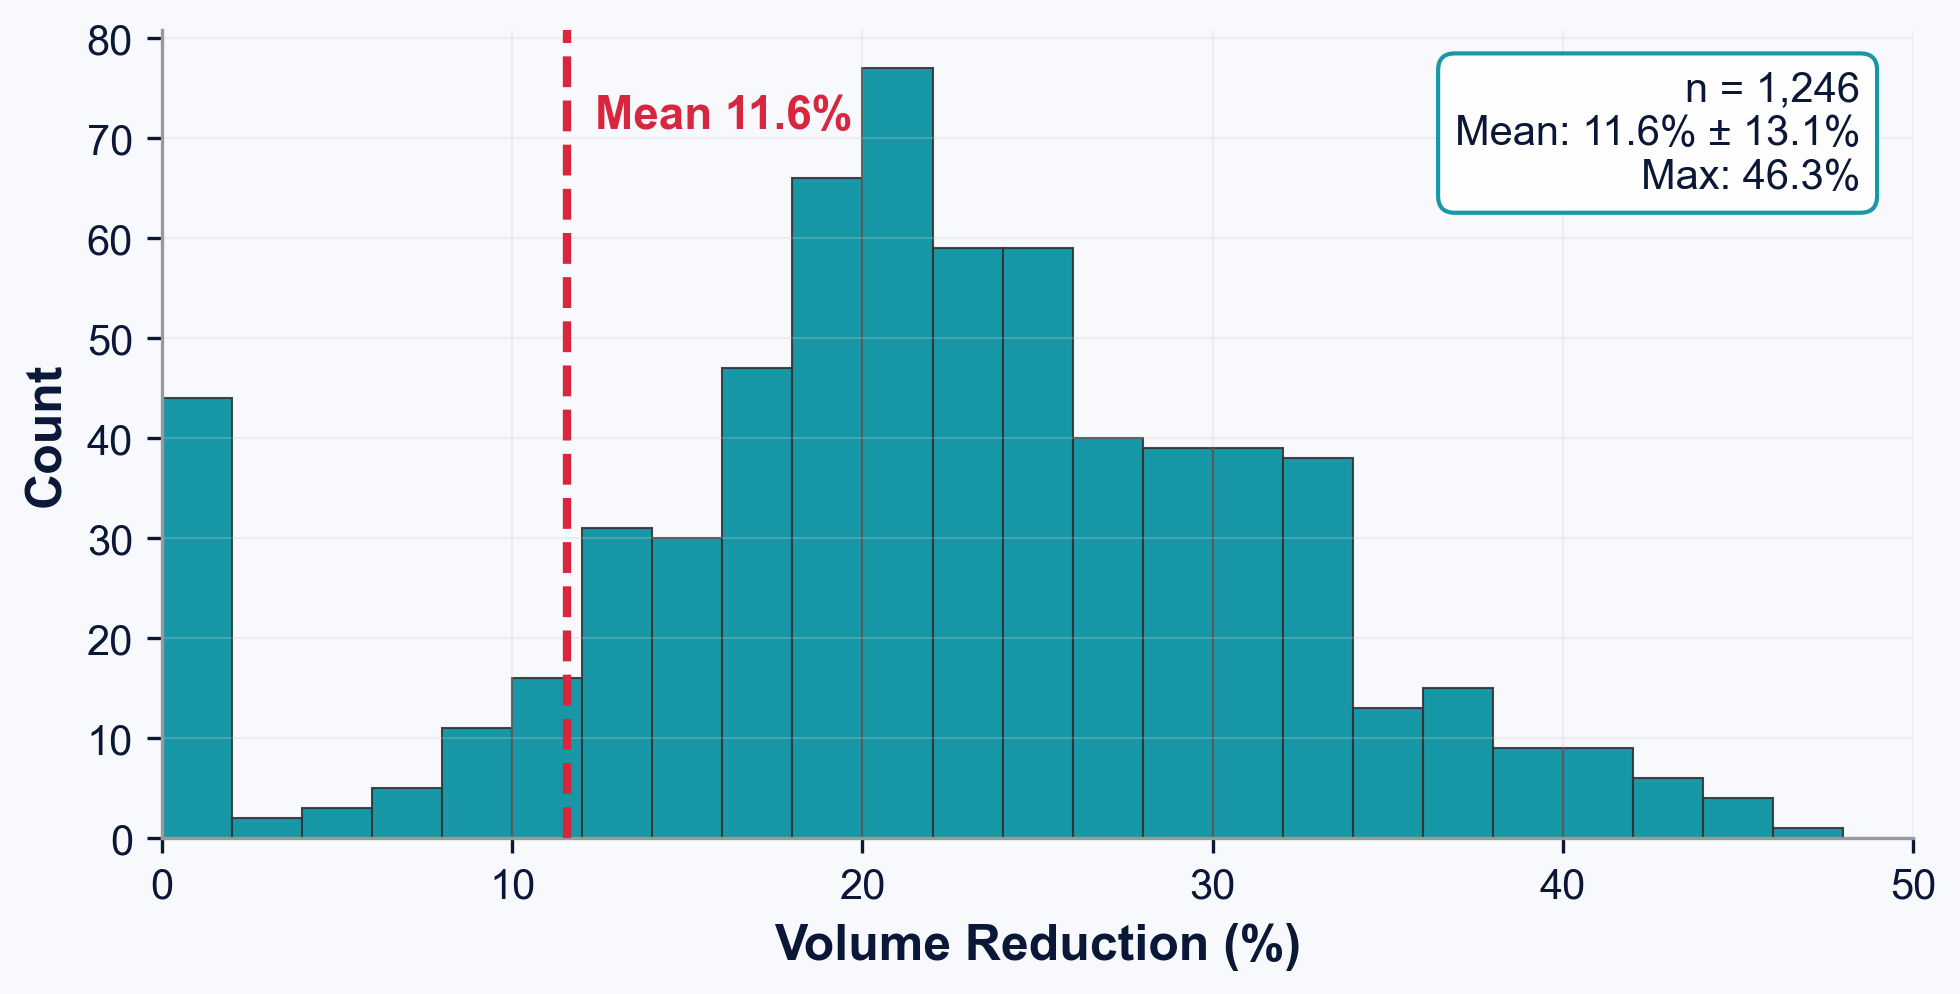 80
70
60
50
40
30
20
10
0
Count
Mean 11.6%
n = 1,246
Mean: 11.6% ± 13.1%
Max: 46.3%
0 10 20 30 40 50
Volume Reduction (%)